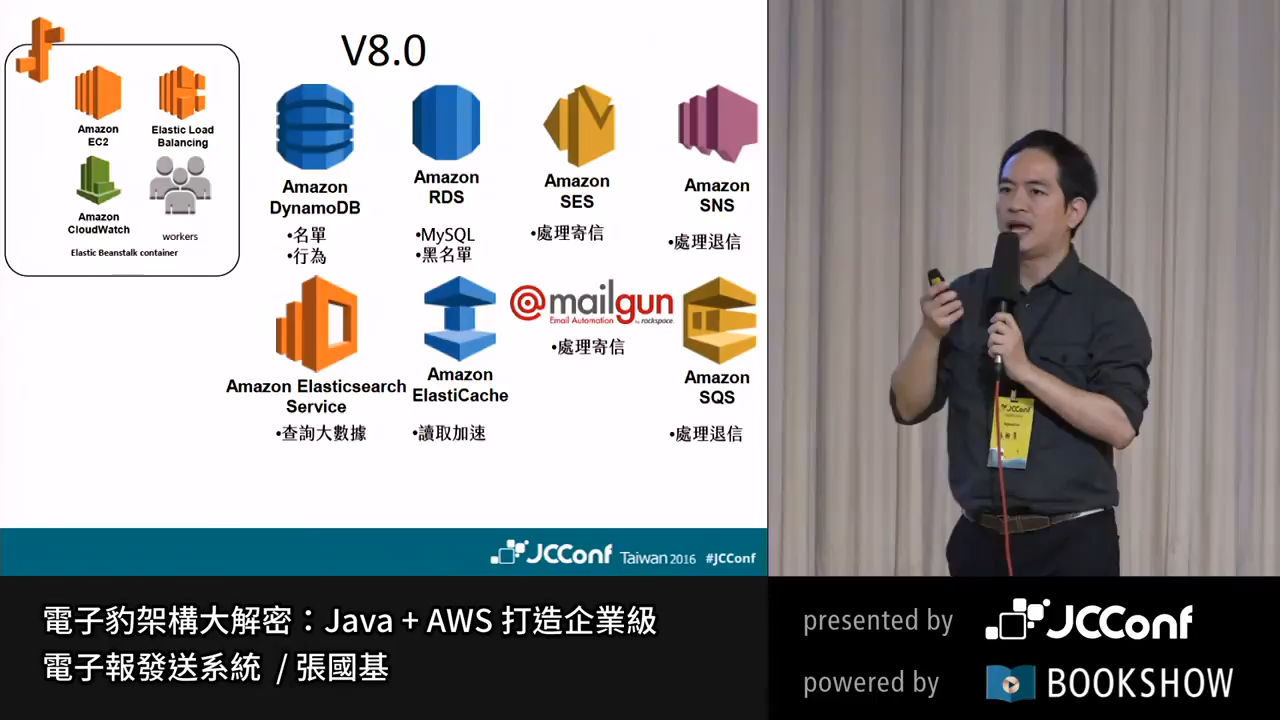 V8.0
Amazon
EC2
Elastic Load
Balancing
Amazon
CloudWatch
workers
Elastic Beanstalk container
Amazon
DynamoDB
•名單
•行為
Amazon
RDS
•MySQL
•黑名單
Amazon
SES
•處理寄信
Amazon
SNS
•處理退信
Amazon Elasticsearch
Service
•查詢大數據
Amazon
ElastiCache
•讀取加速
@mailgun
Email Automation by rackspace.
•處理寄信
Amazon
SQS
•處理退信
JCConf Taiwan 2016 #JCConf
JCConf
電子豹架構大解密：Java + AWS 打造企業級
電子報發送系統 / 張國基
presented by JCConf
powered by BOOKSHOW